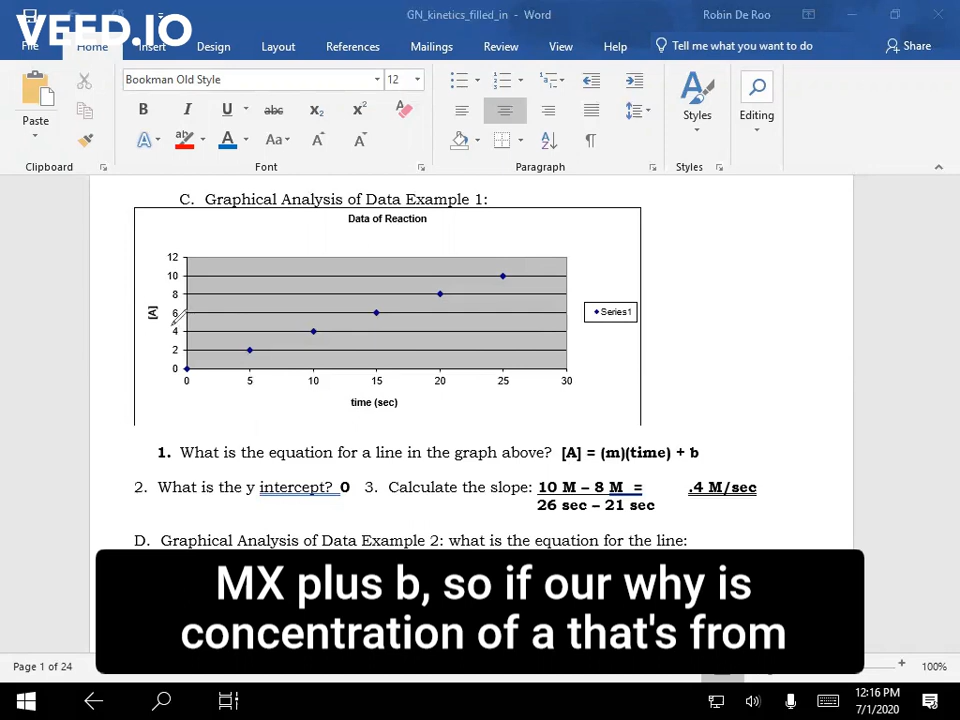 GN_kinetics_filled_in - Word
Robin De Roo
VEED.IO
File Home Insert Design Layout References Mailings Review View Help Tell me what you want to do Share
Bookman Old Style 12
Paste
B I U abc X₂ X²
A ab A Aa A A
Styles
Editing
Clipboard Font Paragraph Styles
C. Graphical Analysis of Data Example 1:
Data of Reaction
12
10
8
6
4
2
0
[A]
Series1
0 5 10 15 20 25 30
time (sec)
1. What is the equation for a line in the graph above? [A] = (m)(time) + b
2. What is the y intercept? 0 3. Calculate the slope: 10 M – 8 M = .4 M/sec
26 sec – 21 sec
D. Graphical Analysis of Data Example 2: what is the equation for the line:
MX plus b, so if our why is
concentration of a that's from
Page 1 of 24
100%
12:16 PM
7/1/2020